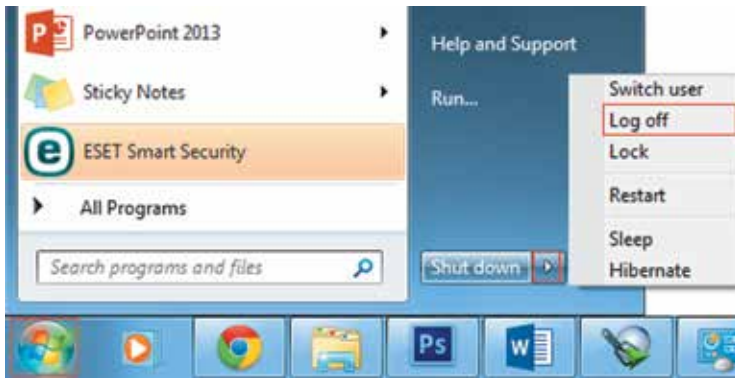 PowerPoint 2013
Sticky Notes
ESET Smart Security
All Programs
Search programs and files
Help and Support
Run...
Shut down
Switch user
Log off
Lock
Restart
Sleep
Hibernate
P
e
Ps
W